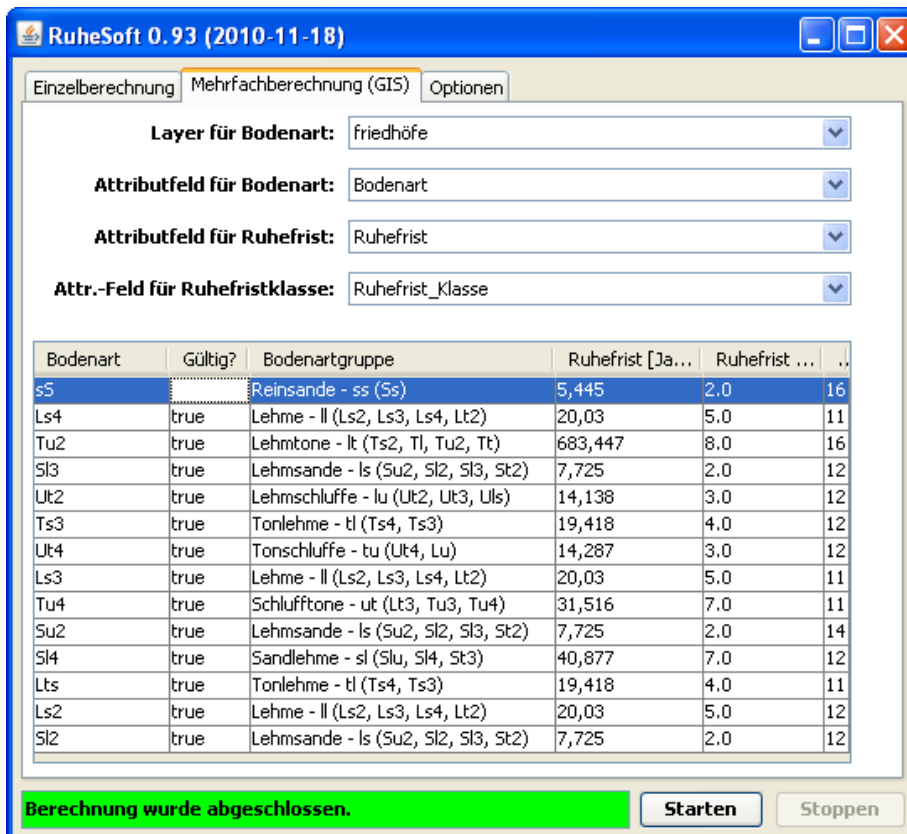 RuheSoft 0.93 (2010-11-18)
Einzelberechnung Mehrfachberechnung (GIS) Optionen
Layer für Bodenart: friedhöfe
Attributfeld für Bodenart: Bodenart
Attributfeld für Ruhefrist: Ruhefrist
Attr.-Feld für Ruhefristklasse: Ruhefrist_Klasse
Bodenart Gültig? Bodenartgruppe Ruhefrist [Ja... Ruhefrist ... ..
sS Reinsande - ss (Ss) 5,445 2.0 16
Ls4 true Lehme - ll (Ls2, Ls3, Ls4, Lt2) 20,03 5.0 11
Tu2 true Lehmtone - lt (Ts2, Tl, Tu2, Tt) 683,447 8.0 16
Sl3 true Lehmsande - ls (Su2, Sl2, Sl3, St2) 7,725 2.0 12
Ut2 true Lehmschluffe - lu (Ut2, Ut3, Uls) 14,138 3.0 12
Ts3 true Tonlehme - tl (Ts4, Ts3) 19,418 4.0 12
Ut4 true Tonschluffe - tu (Ut4, Lu) 14,287 3.0 12
Ls3 true Lehme - ll (Ls2, Ls3, Ls4, Lt2) 20,03 5.0 11
Tu4 true Schlufftone - ut (Lt3, Tu3, Tu4) 31,516 7.0 11
Su2 true Lehmsande - ls (Su2, Sl2, Sl3, St2) 7,725 2.0 14
Sl4 true Sandlehme - sl (Slu, Sl4, St3) 40,877 7.0 12
Lts true Tonlehme - tl (Ts4, Ts3) 19,418 4.0 11
Ls2 true Lehme - ll (Ls2, Ls3, Ls4, Lt2) 20,03 5.0 12
Sl2 true Lehmsande - ls (Su2, Sl2, Sl3, St2) 7,725 2.0 12
Berechnung wurde abgeschlossen. Starten Stoppen